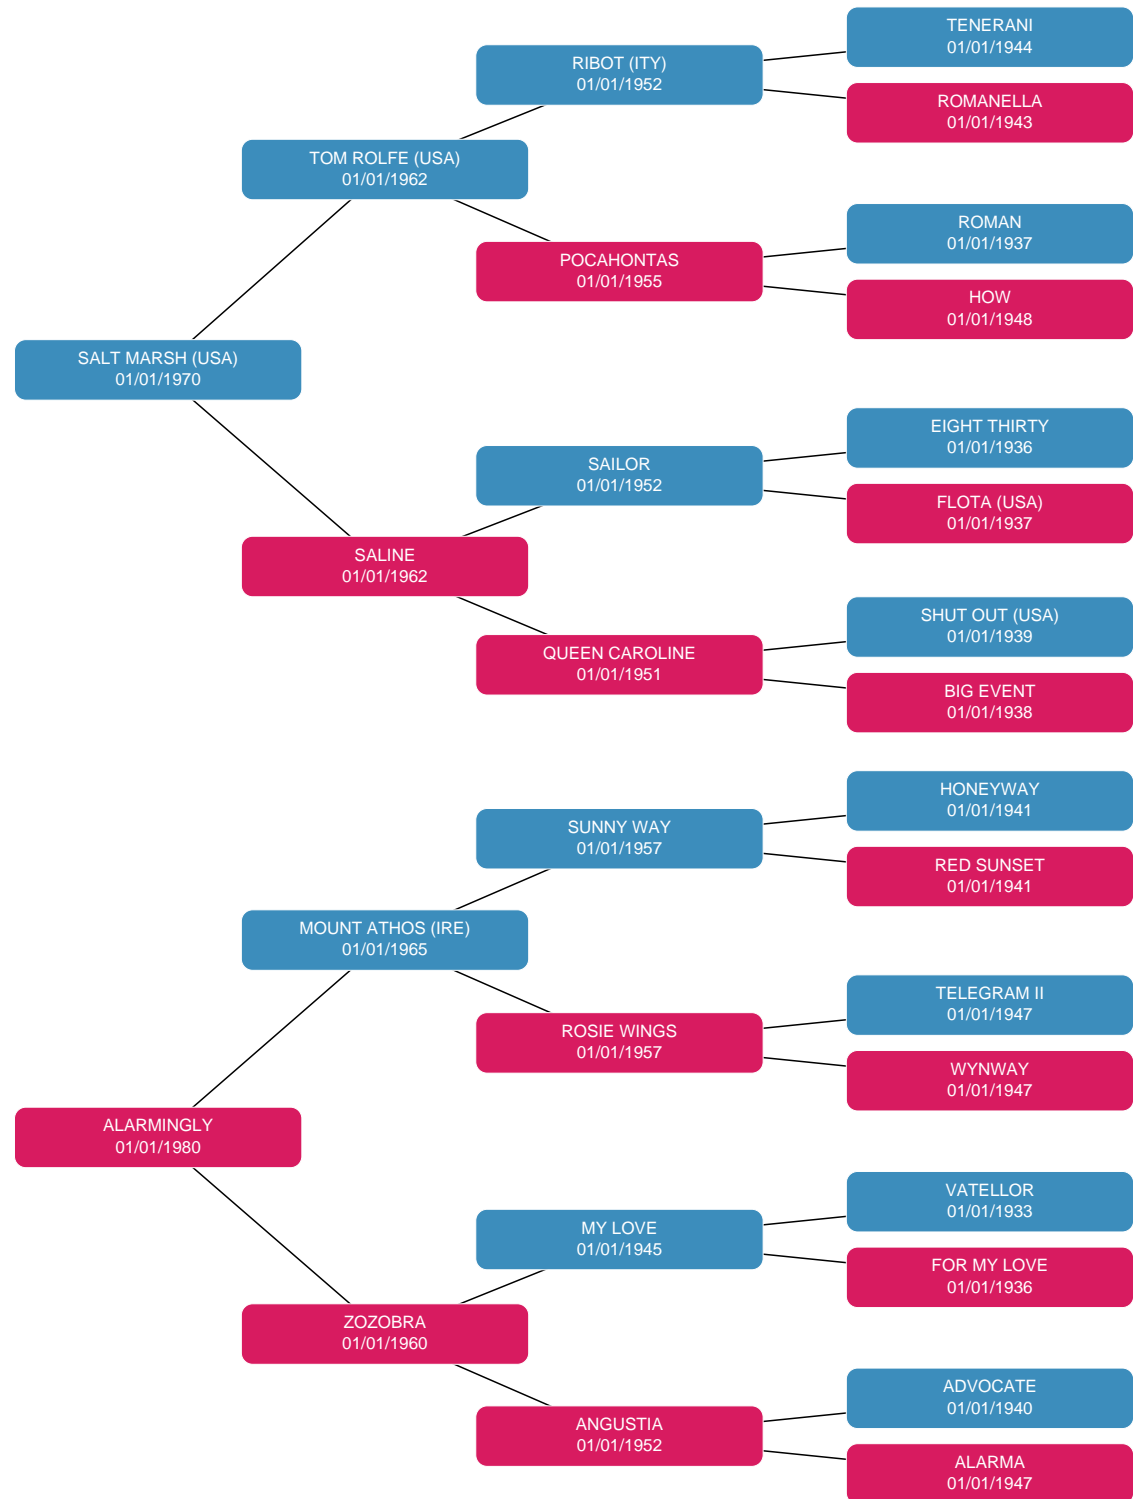 TENERANI
01/01/1944
RIBOT (ITY)
01/01/1952
ROMANELLA
01/01/1943
TOM ROLFE (USA)
01/01/1962
ROMAN
01/01/1937
POCAHONTAS
01/01/1955
HOW
01/01/1948
SALT MARSH (USA)
01/01/1970
EIGHT THIRTY
01/01/1936
SAILOR
01/01/1952
FLOTA (USA)
01/01/1937
SALINE
01/01/1962
SHUT OUT (USA)
01/01/1939
QUEEN CAROLINE
01/01/1951
BIG EVENT
01/01/1938
HONEYWAY
01/01/1941
SUNNY WAY
01/01/1957
RED SUNSET
01/01/1941
MOUNT ATHOS (IRE)
01/01/1965
TELEGRAM II
01/01/1947
ROSIE WINGS
01/01/1957
WYNWAY
01/01/1947
ALARMINGLY
01/01/1980
VATELLOR
01/01/1933
MY LOVE
01/01/1945
FOR MY LOVE
01/01/1936
ZOZOBRA
01/01/1960
ADVOCATE
01/01/1940
ANGUSTIA
01/01/1952
ALARMA
01/01/1947